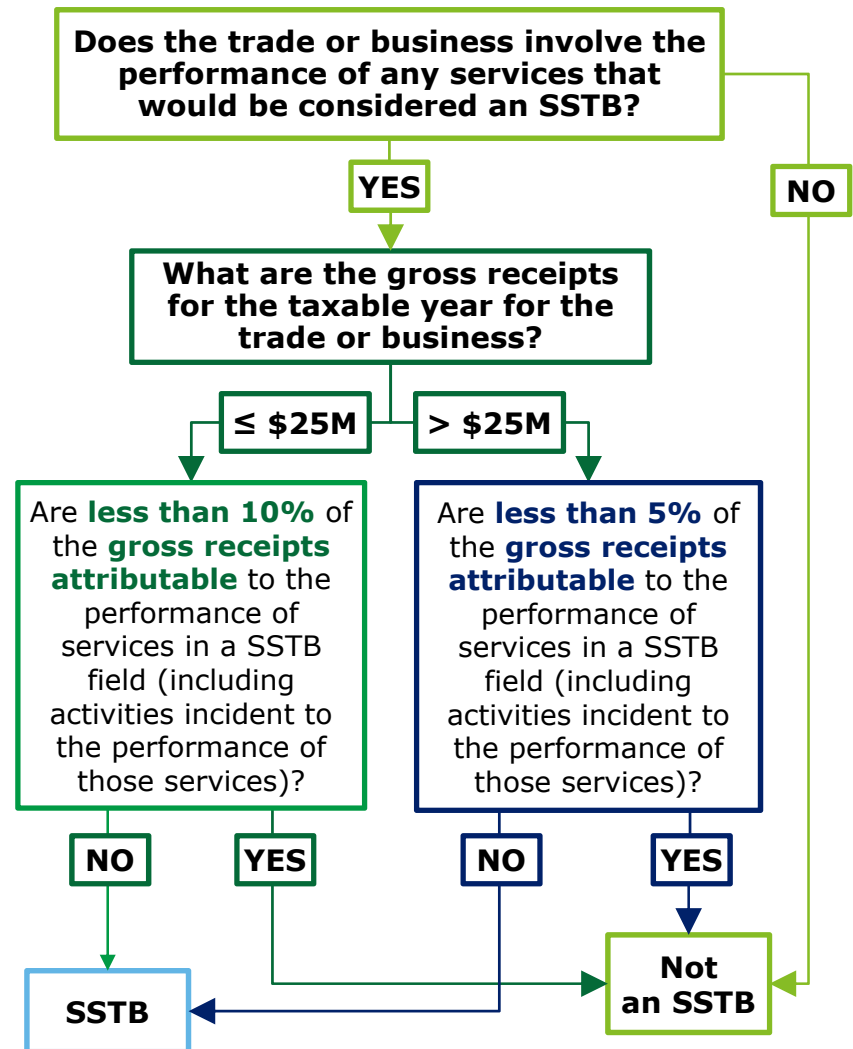 Does the trade or business involve the
performance of any services that
would be considered an SSTB?
YES
NO
What are the gross receipts
for the taxable year for the
trade or business?
≤ $25M
> $25M
Are less than 10% of
the gross receipts
attributable to the
performance of
services in a SSTB
field (including
activities incident to
the performance of
those services)?
Are less than 5% of
the gross receipts
attributable to the
performance of
services in a SSTB
field (including
activities incident to
the performance of
those services)?
NO
YES
NO
YES
SSTB
Not
an SSTB